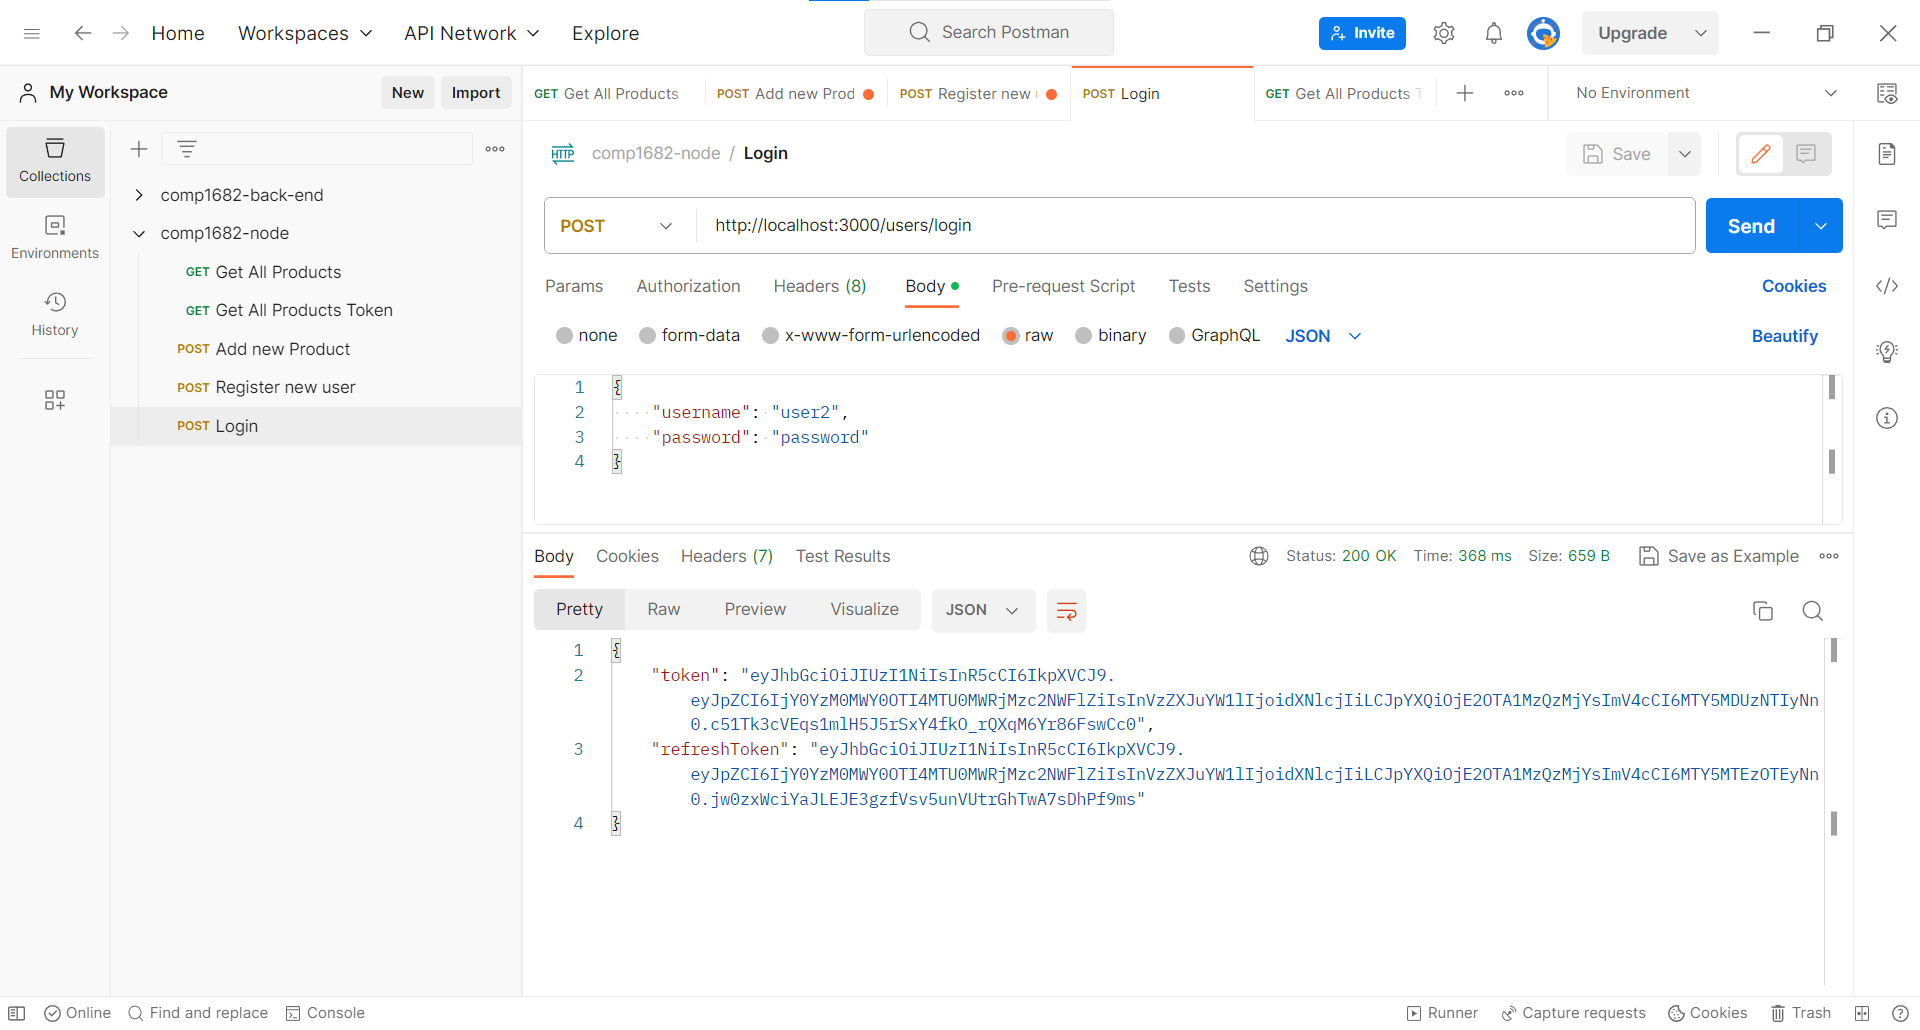 Home Workspaces API Network Explore Search Postman Invite Upgrade
My Workspace New Import GET Get All Products POST Add new Prod POST Register new POST Login GET Get All Products T No Environment
Collections
Environments
History
comp1682-back-end
comp1682-node
GET Get All Products
GET Get All Products Token
POST Add new Product
POST Register new user
POST Login
HTTP comp1682-node / Login Save
POST http://localhost:3000/users/login Send
Params Authorization Headers (8) Body Pre-request Script Tests Settings Cookies
none form-data x-www-form-urlencoded raw binary GraphQL JSON Beautify
1 {
2 "username": "user2",
3 "password": "password"
4 }
Body Cookies Headers (7) Test Results Status: 200 OK Time: 368 ms Size: 659 B Save as Example
Pretty Raw Preview Visualize JSON
1 {
2 "token": "eyJhbGciOiJIUzI1NiIsInR5cCI6IkpXVCJ9.
eyJpZCI6IjY0YzM0MWY0OTI4MTU0MWRjMzc2NWFlZiIsInVzZXJuYW1lIjoidXNlcjIiLCJpYXQiOjE2OTA1MzQzMjYsImV4cCI6MTY5MDUzNTIyNn
0.c51Tk3cVEqs1mlH5J5rSxY4fkO_rQXqM6Yr86FswCc0",
3 "refreshToken": "eyJhbGciOiJIUzI1NiIsInR5cCI6IkpXVCJ9.
eyJpZCI6IjY0YzM0MWY0OTI4MTU0MWRjMzc2NWFlZiIsInVzZXJuYW1lIjoidXNlcjIiLCJpYXQiOjE2OTA1MzQzMjYsImV4cCI6MTY5MTEzOTEyNn
0.jw0zxWciYaJLEJE3gzfVsv5unVUtrGhTwA7sDhPf9ms"
4 }
Online Find and replace Console Runner Capture requests Cookies Trash